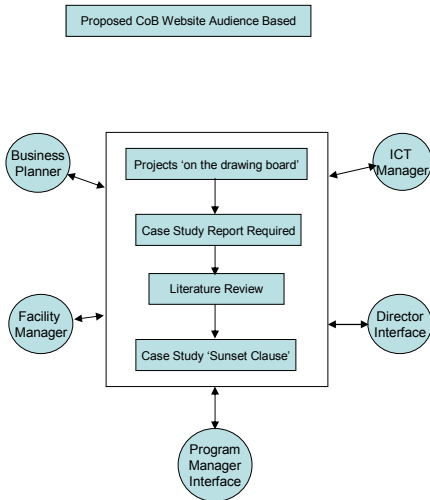 Proposed CoB Website Audience Based
Business
Planner
ICT
Manager
Projects ‘on the drawing board’
Case Study Report Required
Literature Review
Facility
Manager
Director
Interface
Case Study ‘Sunset Clause’
Program
Manager
Interface